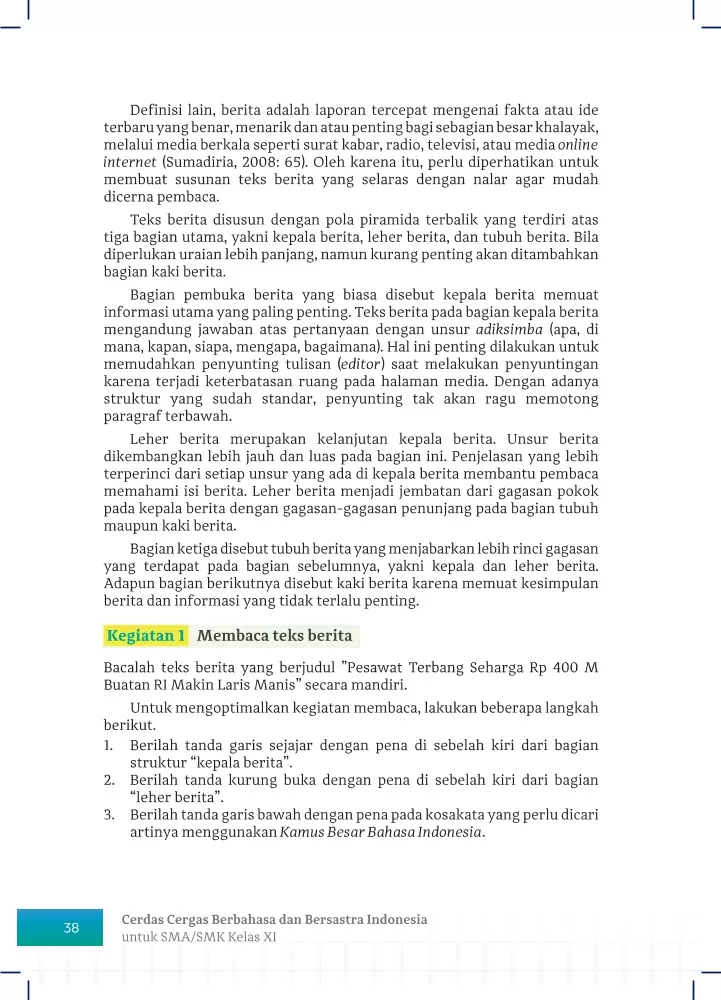 Definisi lain, berita adalah laporan tercepat mengenai fakta atau ide
terbaru yang benar, menarik dan atau penting bagi sebagian besar khalayak,
melalui media berkala seperti surat kabar, radio, televisi, atau media online
internet (Sumadiria, 2008: 65). Oleh karena itu, perlu diperhatikan untuk
membuat susunan teks berita yang selaras dengan nalar agar mudah
dicerna pembaca.
Teks berita disusun dengan pola piramida terbalik yang terdiri atas
tiga bagian utama, yakni kepala berita, leher berita, dan tubuh berita. Bila
diperlukan uraian lebih panjang, namun kurang penting akan ditambahkan
bagian kaki berita.
Bagian pembuka berita yang biasa disebut kepala berita memuat
informasi utama yang paling penting. Teks berita pada bagian kepala berita
mengandung jawaban atas pertanyaan dengan unsur adiksimba (apa, di
mana, kapan, siapa, mengapa, bagaimana). Hal ini penting dilakukan untuk
memudahkan penyunting tulisan (editor) saat melakukan penyuntingan
karena terjadi keterbatasan ruang pada halaman media. Dengan adanya
struktur yang sudah standar, penyunting tak akan ragu memotong
paragraf terbawah.
Leher berita merupakan kelanjutan kepala berita. Unsur berita
dikembangkan lebih jauh dan luas pada bagian ini. Penjelasan yang lebih
terperinci dari setiap unsur yang ada di kepala berita membantu pembaca
memahami isi berita. Leher berita menjadi jembatan dari gagasan pokok
pada kepala berita dengan gagasan-gagasan penunjang pada bagian tubuh
maupun kaki berita.
Bagian ketiga disebut tubuh berita yang menjabarkan lebih rinci gagasan
yang terdapat pada bagian sebelumnya, yakni kepala dan leher berita.
Adapun bagian berikutnya disebut kaki berita karena memuat kesimpulan
berita dan informasi yang tidak terlalu penting.
Kegiatan 1 Membaca teks berita
Bacalah teks berita yang berjudul ”Pesawat Terbang Seharga Rp 400 M
Buatan RI Makin Laris Manis” secara mandiri.
Untuk mengoptimalkan kegiatan membaca, lakukan beberapa langkah
berikut.
1. Berilah tanda garis sejajar dengan pena di sebelah kiri dari bagian
struktur “kepala berita”.
2. Berilah tanda kurung buka dengan pena di sebelah kiri dari bagian
“leher berita”.
3. Berilah tanda garis bawah dengan pena pada kosakata yang perlu dicari
artinya menggunakan Kamus Besar Bahasa Indonesia.
38
Cerdas Cergas Berbahasa dan Bersastra Indonesia
untuk SMA/SMK Kelas XI